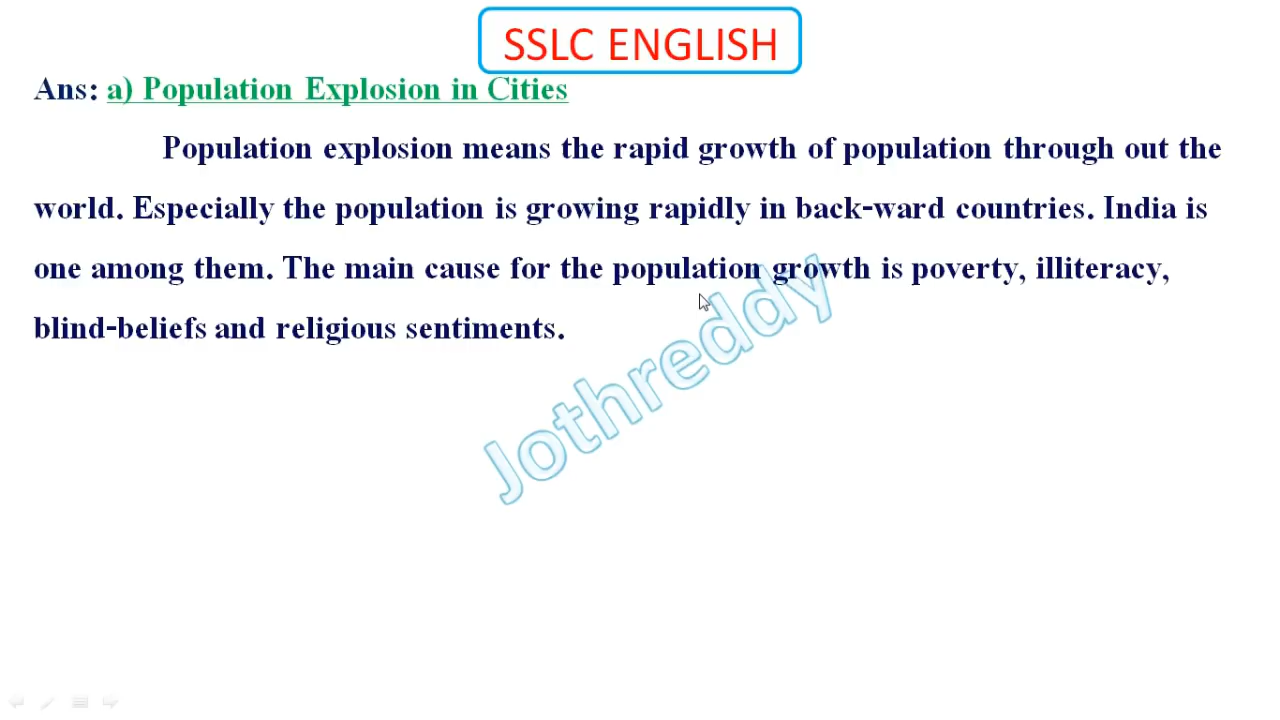 SSLC ENGLISH
Ans: a) Population Explosion in Cities
Population explosion means the rapid growth of population through out the
world. Especially the population is growing rapidly in back-ward countries. India is
one among them. The main cause for the population growth is poverty, illiteracy,
blind-beliefs and religious sentiments.
Jothreddy